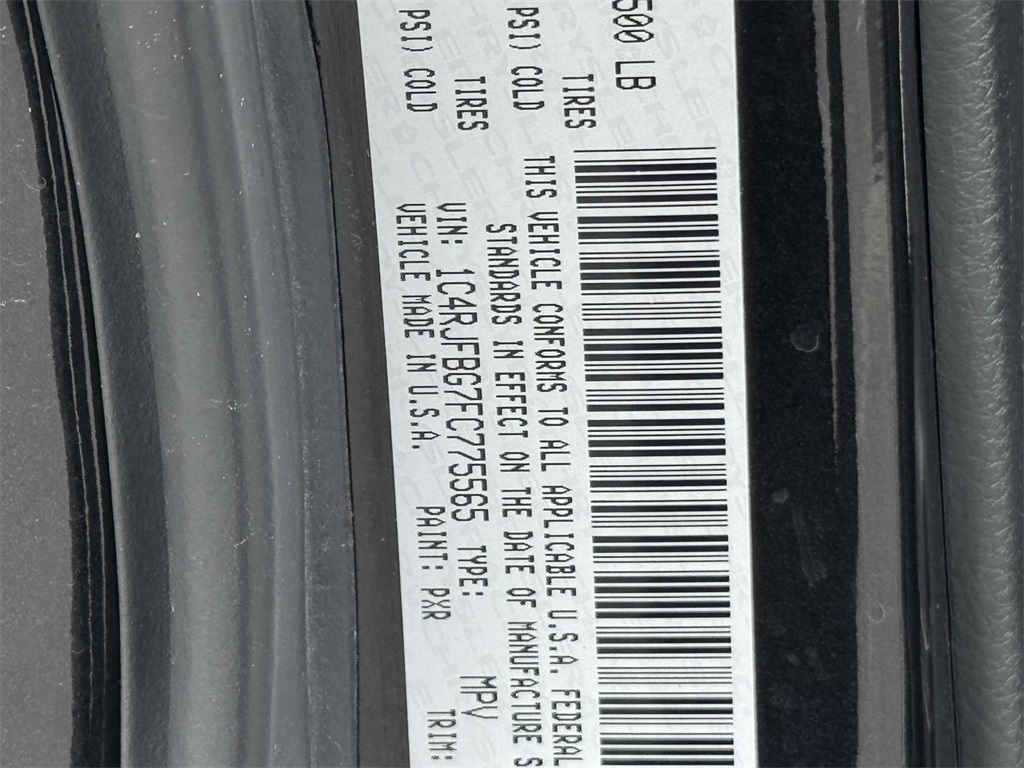 500 LB
TIRES
PSI) COLD
TIRES
PSI) COLD
THIS VEHICLE CONFORMS TO ALL APPLICABLE U.S.A. FEDERAL
STANDARDS IN EFFECT ON THE DATE OF MANUFACTURE S
VIN: 1C4RJFBG7FC775565 TYPE: MPV
VEHICLE MADE IN U.S.A. PAINT: PXR TRIM: